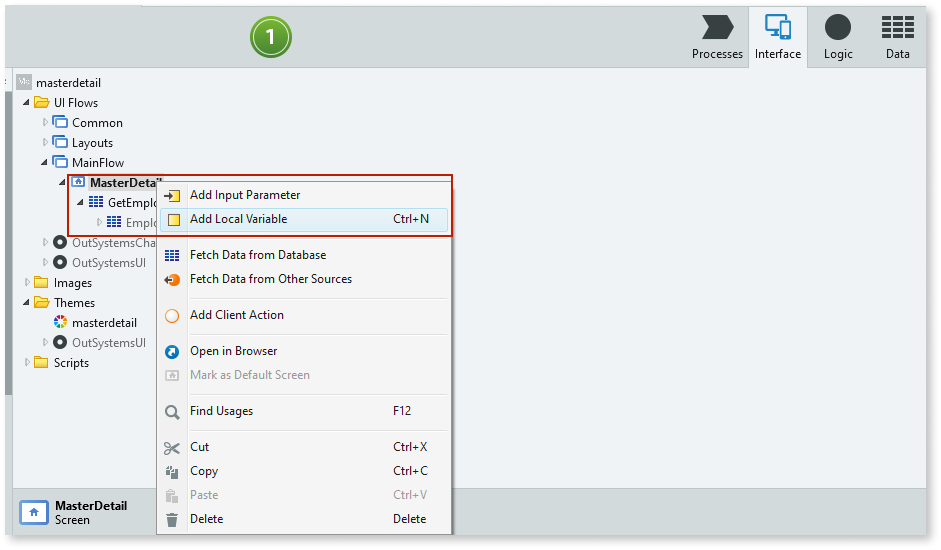 1
Processes
Interface
Logic
Data
masterdetail
UI Flows
Common
Layouts
MainFlow
MasterDetail
GetEmplo
Emplo
OutSystemsCha
OutSystemsUI
Images
Themes
masterdetail
OutSystemsUI
Scripts
Add Input Parameter
Add Local Variable Ctrl+N
Fetch Data from Database
Fetch Data from Other Sources
Add Client Action
Open in Browser
Mark as Default Screen
Find Usages F12
Cut Ctrl+X
Copy Ctrl+C
Paste Ctrl+V
Delete Delete
MasterDetail
Screen